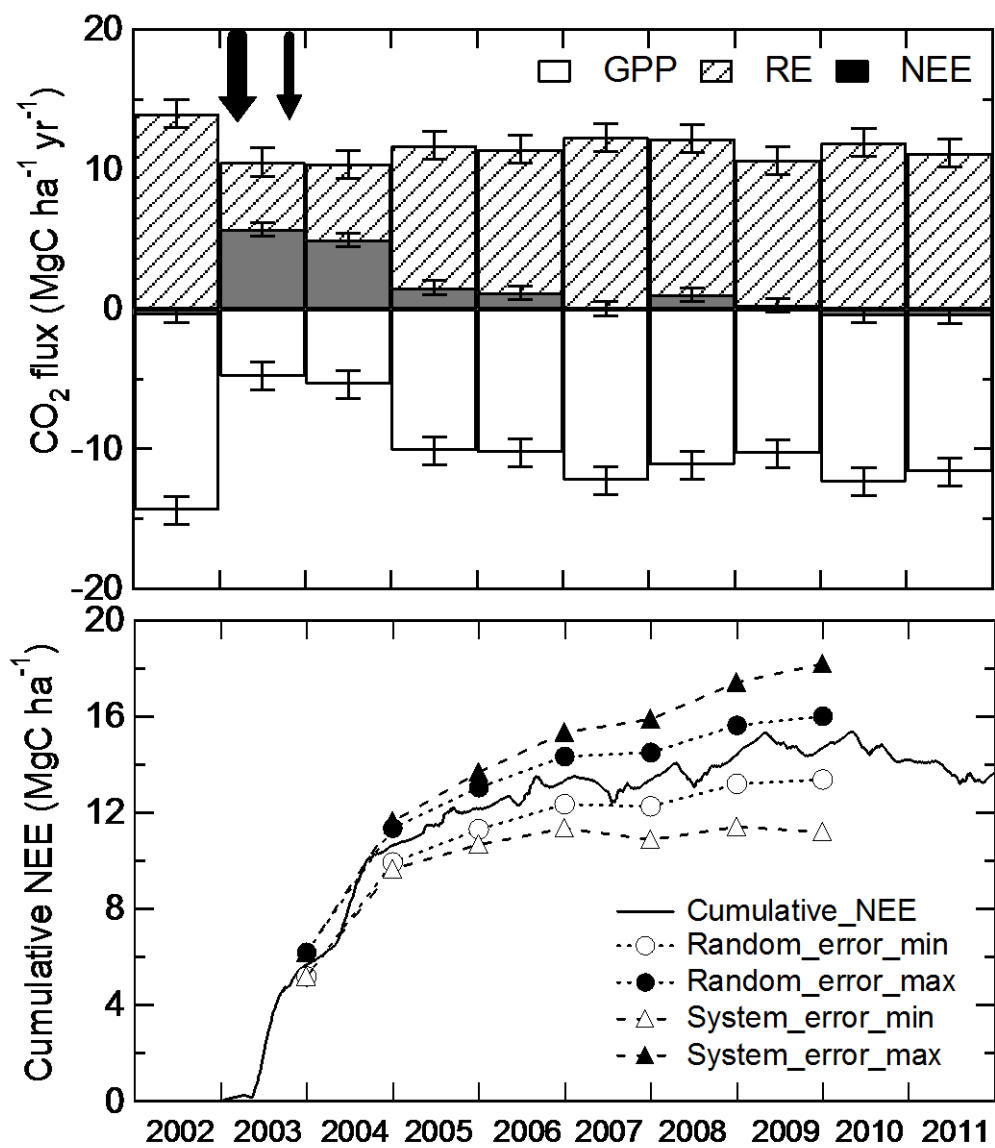 20
10
0
-10
-20
CO₂ flux (MgC ha⁻¹ yr⁻¹)
GPP RE NEE
20
16
12
8
4
0
Cumulative NEE (MgC ha⁻¹)
Cumulative_NEE
Random_error_min
Random_error_max
System_error_min
System_error_max
2002 2003 2004 2005 2006 2007 2008 2009 2010 2011